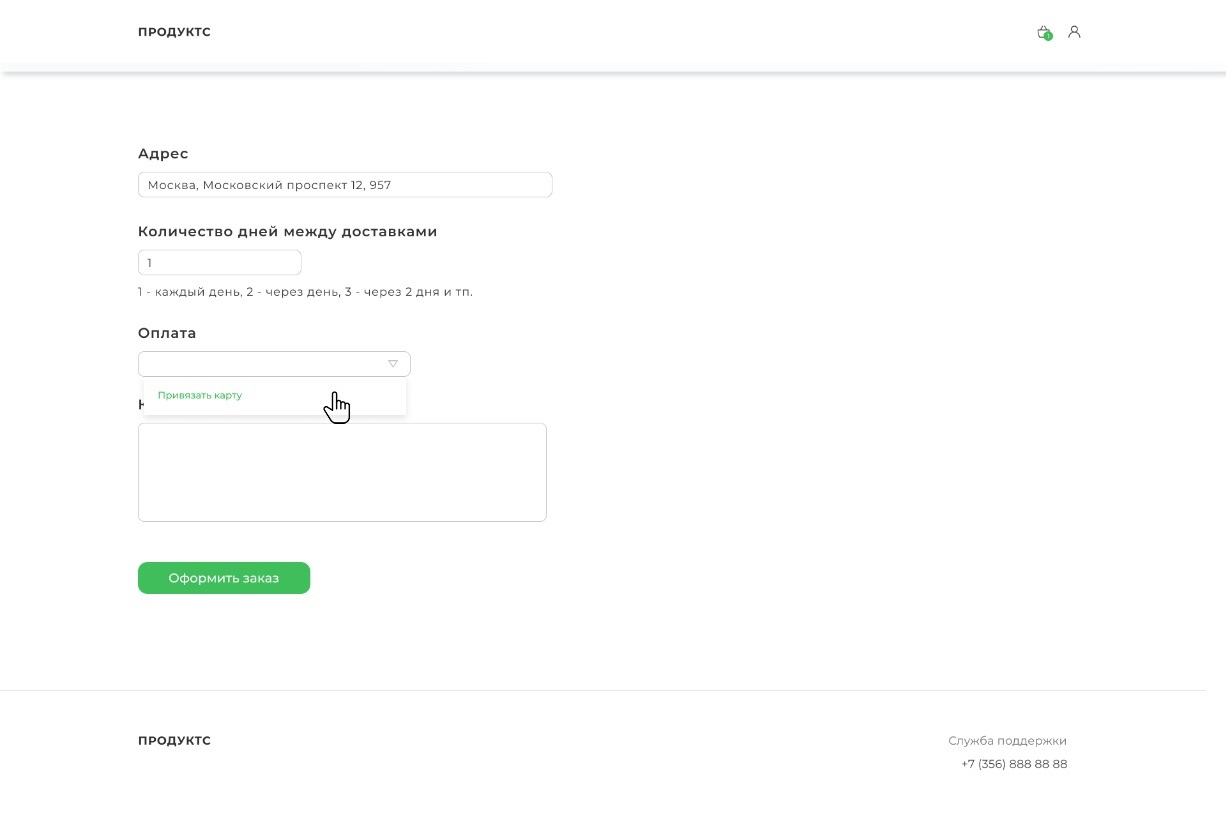 ПРОДУКТС
1
Адрес
Москва, Московский проспект 12, 957
Количество дней между доставками
1
1 - каждый день, 2 - через день, 3 - через 2 дня и тп.
Оплата
Привязать карту
Оформить заказ
ПРОДУКТС
Служба поддержки
+7 (356) 888 88 88